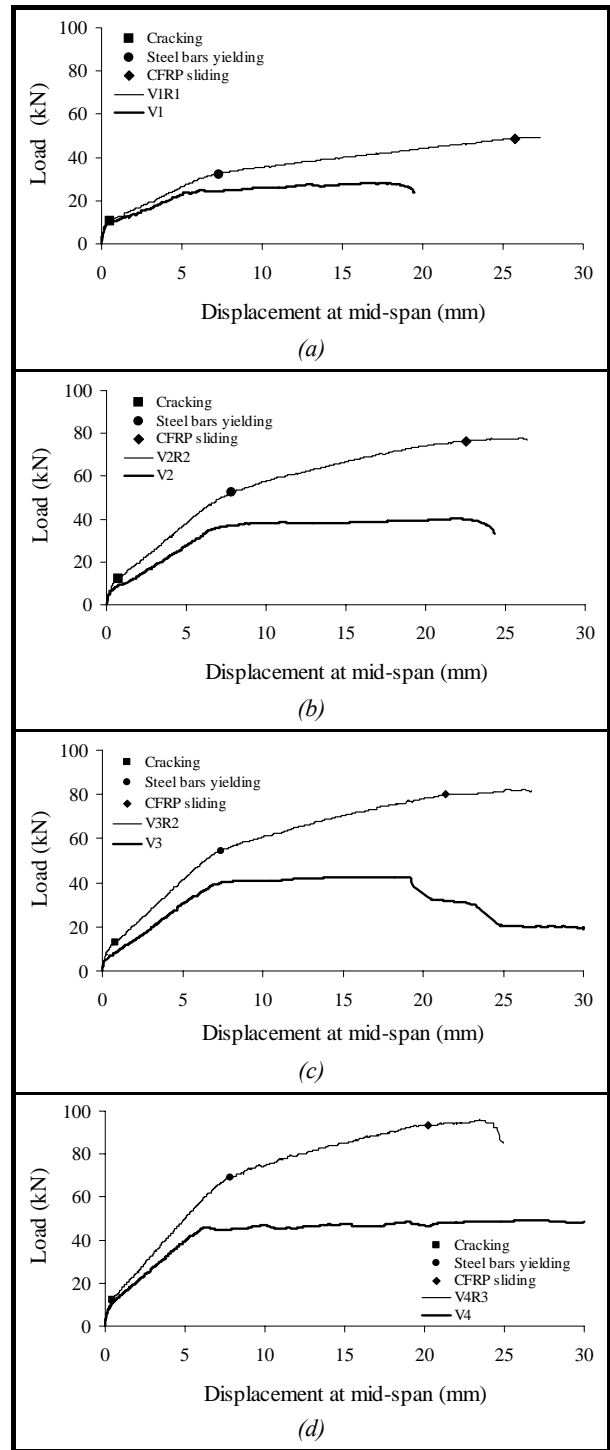 100
80
60
40
20
0
Load (kN)
Cracking
Steel bars yielding
CFRP sliding
V1R1
V1
0 5 10 15 20 25 30
Displacement at mid-span (mm)
(a)
100
80
60
40
20
0
Load (kN)
Cracking
Steel bars yielding
CFRP sliding
V2R2
V2
0 5 10 15 20 25 30
Displacement at mid-span (mm)
(b)
100
80
60
40
20
0
Load (kN)
Cracking
Steel bars yielding
CFRP sliding
V3R2
V3
0 5 10 15 20 25 30
Displacement at mid-span (mm)
(c)
100
80
60
40
20
0
Load (kN)
Cracking
Steel bars yielding
CFRP sliding
V4R3
V4
0 5 10 15 20 25 30
Displacement at mid-span (mm)
(d)